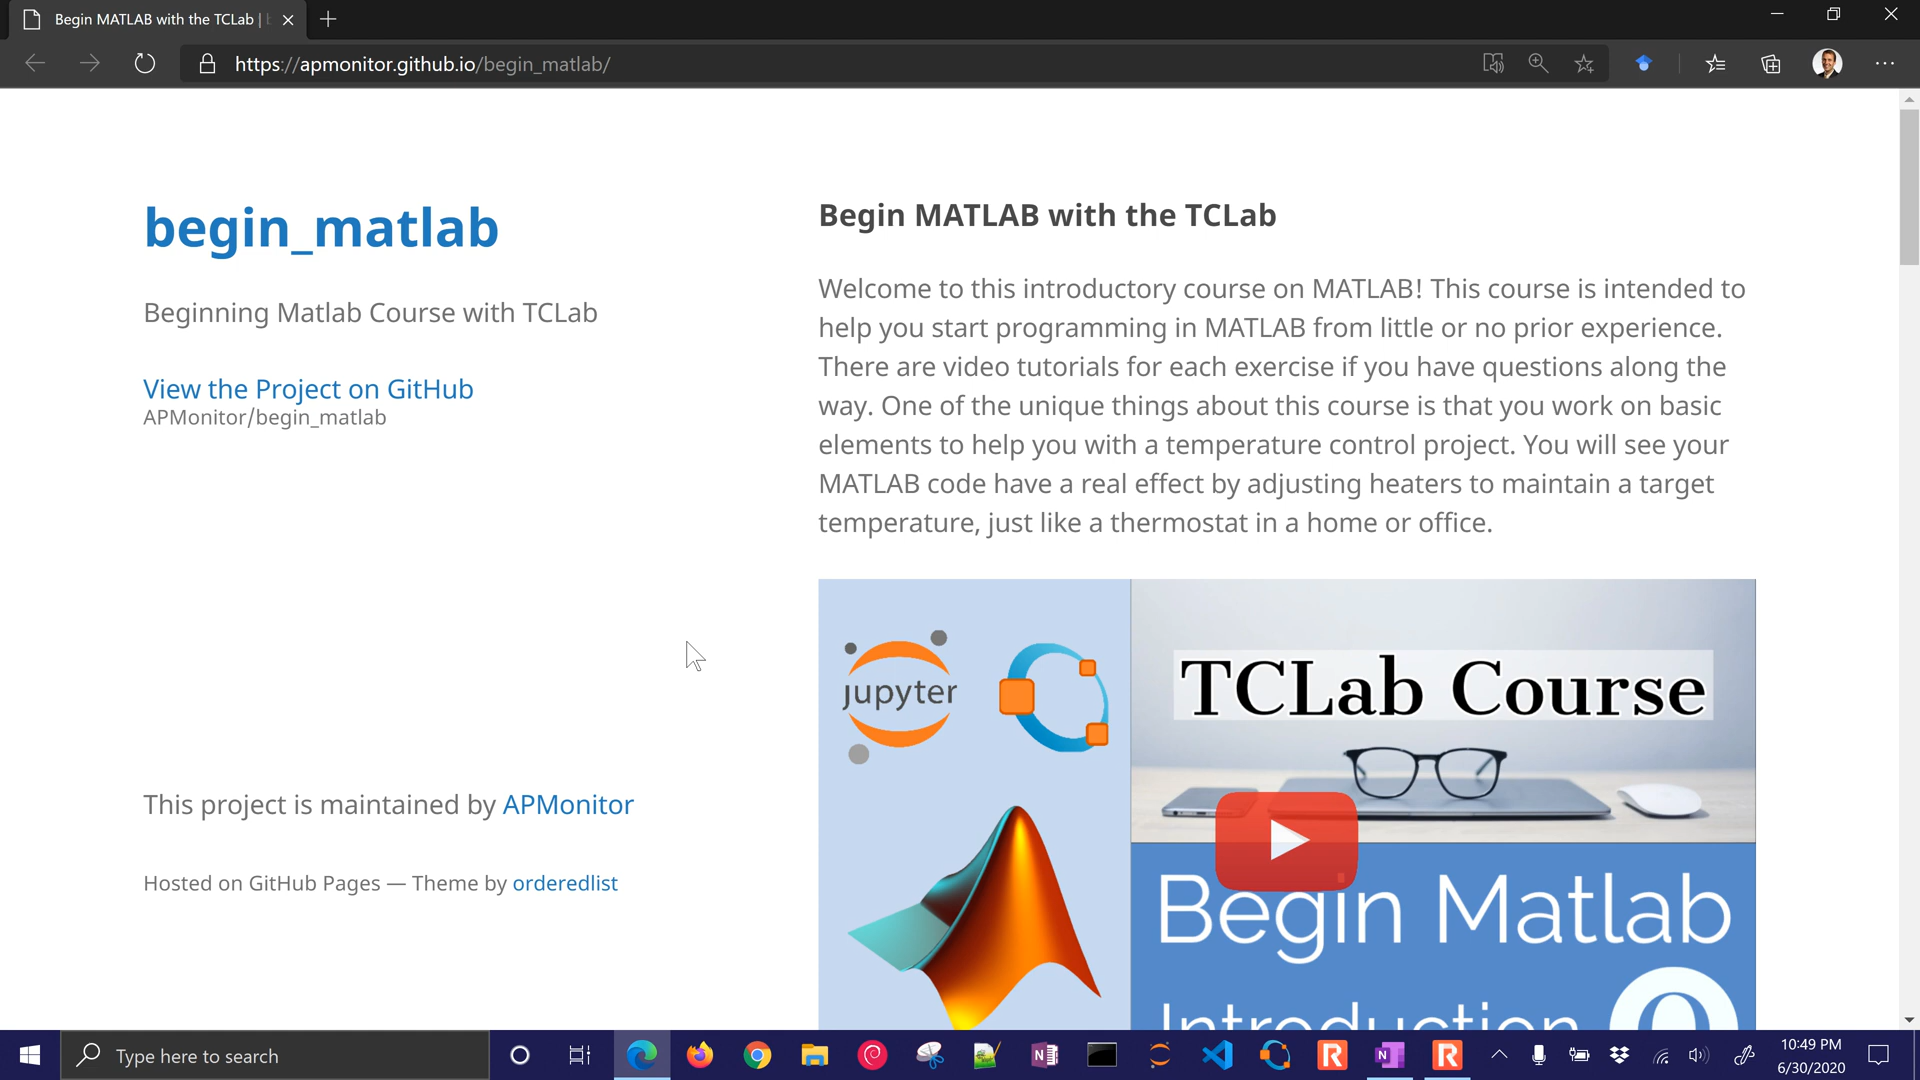 Begin MATLAB with the TCLab |
https://apmonitor.github.io/begin_matlab/
begin_matlab
Beginning Matlab Course with TCLab
View the Project on GitHub
APMonitor/begin_matlab
This project is maintained by APMonitor
Hosted on GitHub Pages — Theme by orderedlist
Begin MATLAB with the TCLab
Welcome to this introductory course on MATLAB! This course is intended to
help you start programming in MATLAB from little or no prior experience.
There are video tutorials for each exercise if you have questions along the
way. One of the unique things about this course is that you work on basic
elements to help you with a temperature control project. You will see your
MATLAB code have a real effect by adjusting heaters to maintain a target
temperature, just like a thermostat in a home or office.
jupyter
TCLab Course
Begin Matlab
Introduction 0
Type here to search
10:49 PM
6/30/2020